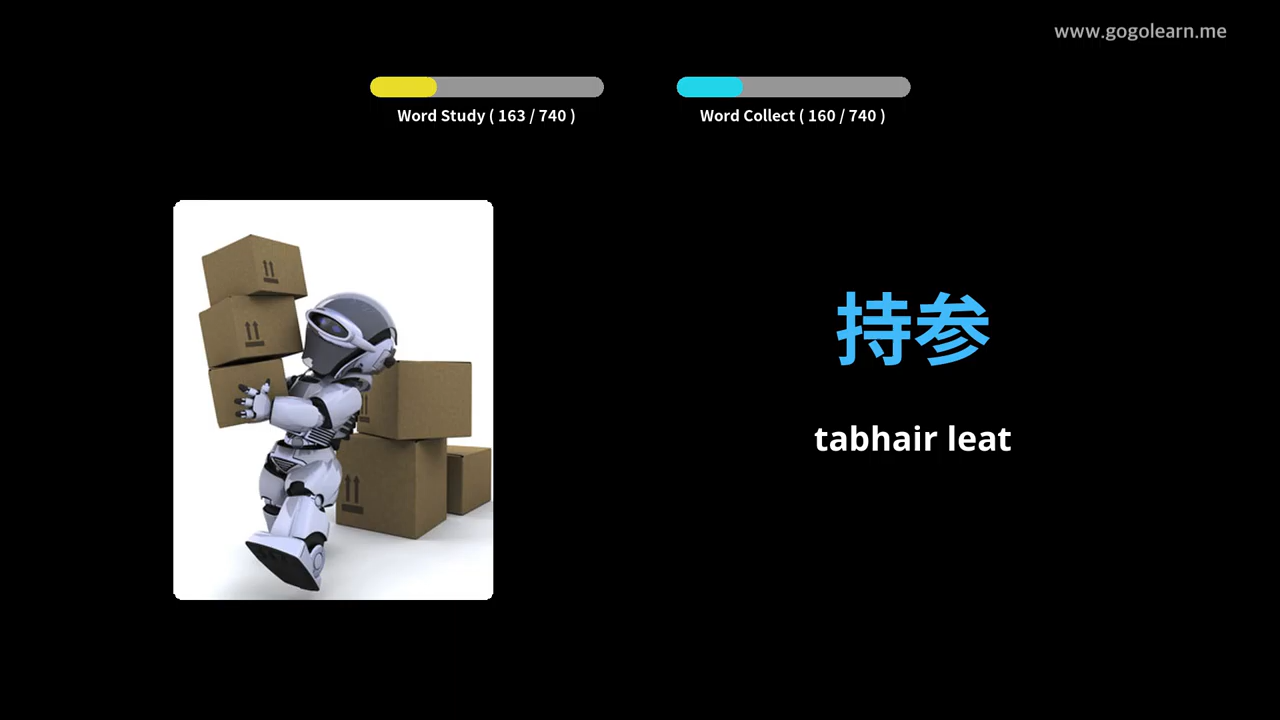 www.gogolearn.me
Word Study ( 163 / 740 )
Word Collect ( 160 / 740 )
持参
tabhair leat